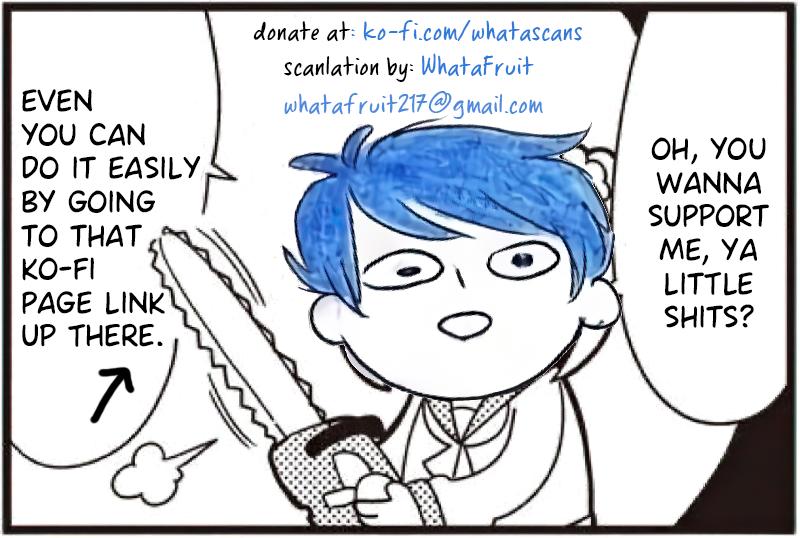 donate at: ko-fi.com/whatascans
scanlation by: WhataFruit
whatafruit217@gmail.com
OH, YOU
WANNA
SUPPORT
ME, YA
LITTLE
SHITS?
EVEN
YOU CAN
DO IT EASILY
BY GOING
TO THAT
KO-FI
PAGE LINK
UP THERE.